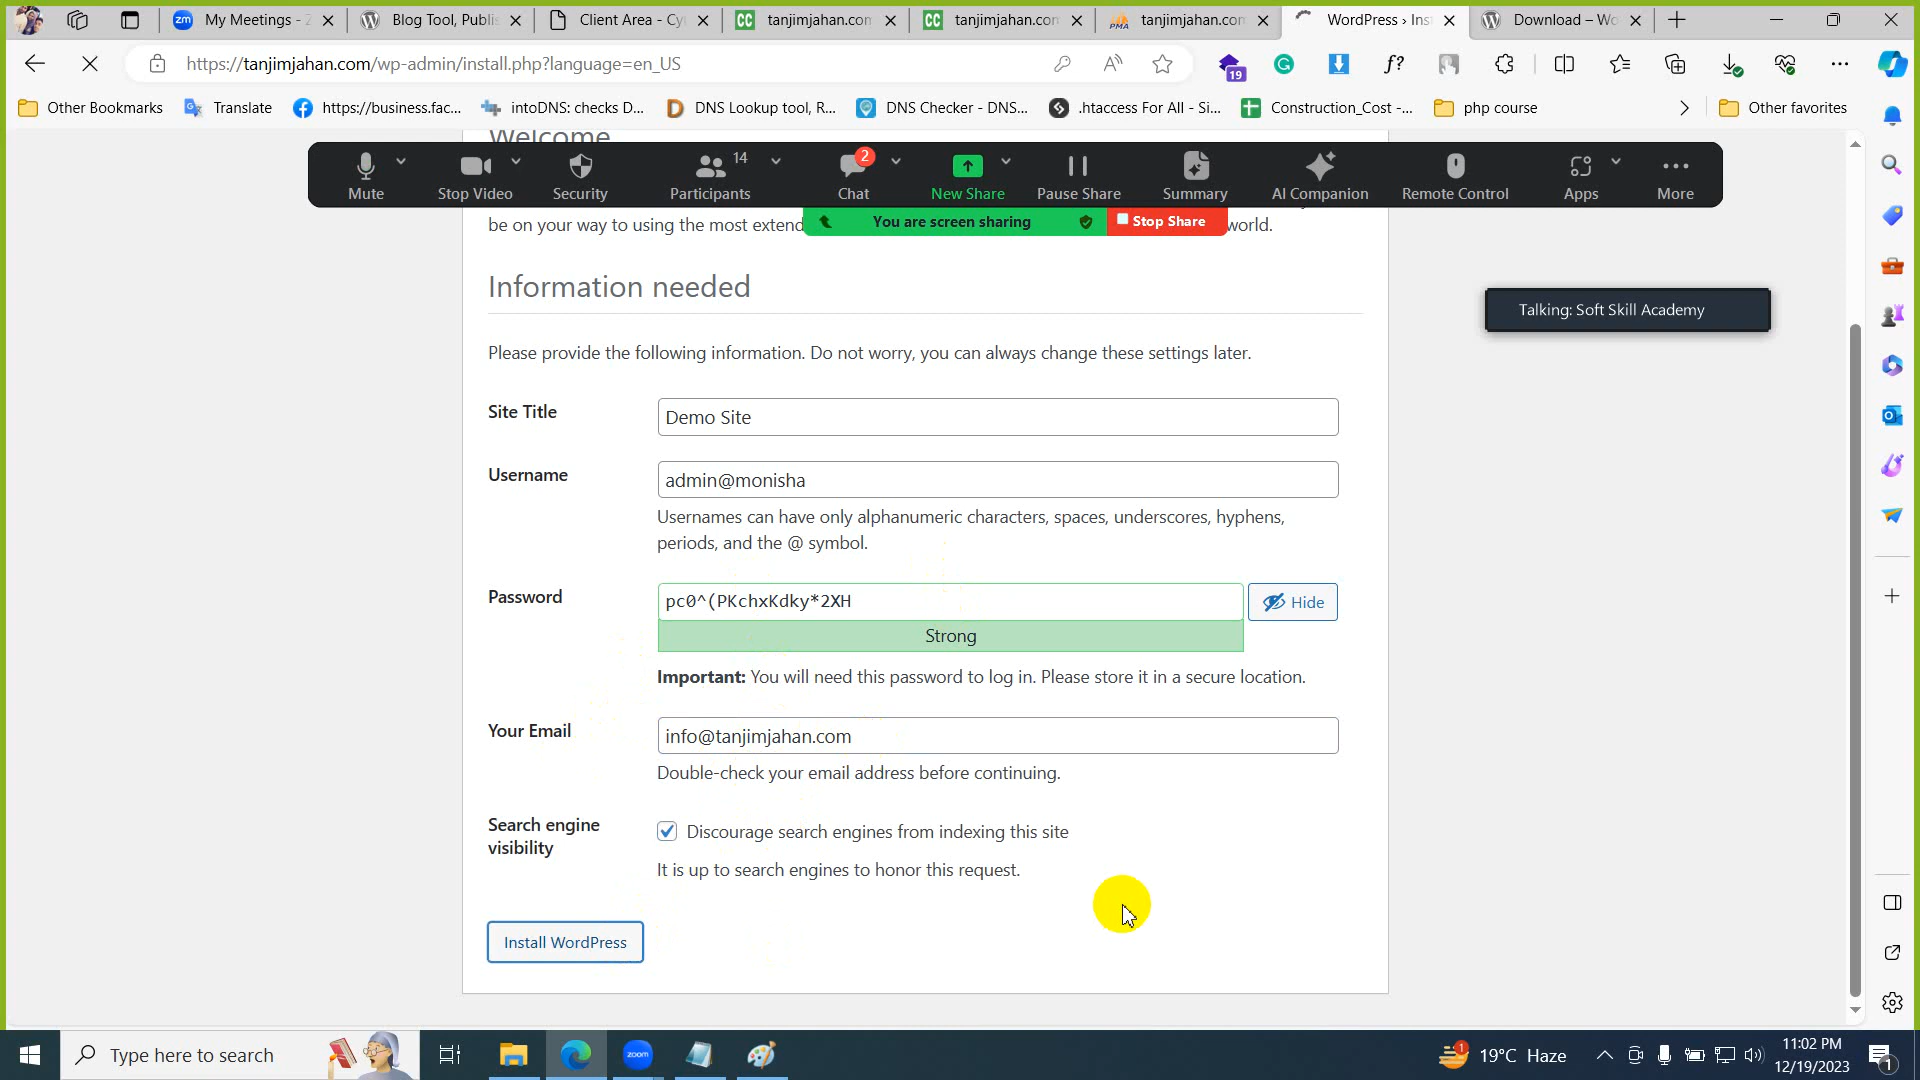 My Meetings - Z
Blog Tool, Publis
Client Area - Cy
tanjimjahan.com
tanjimjahan.con
tanjimjahan.con
WordPress › Inst
Download – Wo
https://tanjimjahan.com/wp-admin/install.php?language=en_US
19
Other Bookmarks
Translate
https://business.fac...
intoDNS: checks D...
DNS Lookup tool, R...
DNS Checker - DNS...
.htaccess For All - Si...
Construction_Cost -...
php course
Other favorites
Welcome
Mute
Stop Video
Security
14
Participants
2
Chat
New Share
Pause Share
Summary
AI Companion
Remote Control
Apps
More
You are screen sharing
Stop Share
be on your way to using the most extend
world.
Information needed
Talking: Soft Skill Academy
Please provide the following information. Do not worry, you can always change these settings later.
Site Title
Demo Site
Username
admin@monisha
Usernames can have only alphanumeric characters, spaces, underscores, hyphens,
periods, and the @ symbol.
Password
pc0^(PKchxKdky*2XH
Hide
Strong
Important: You will need this password to log in. Please store it in a secure location.
Your Email
info@tanjimjahan.com
Double-check your email address before continuing.
Search engine
visibility
Discourage search engines from indexing this site
It is up to search engines to honor this request.
Install WordPress
Type here to search
zoom
1
19°C Haze
11:02 PM
12/19/2023
1